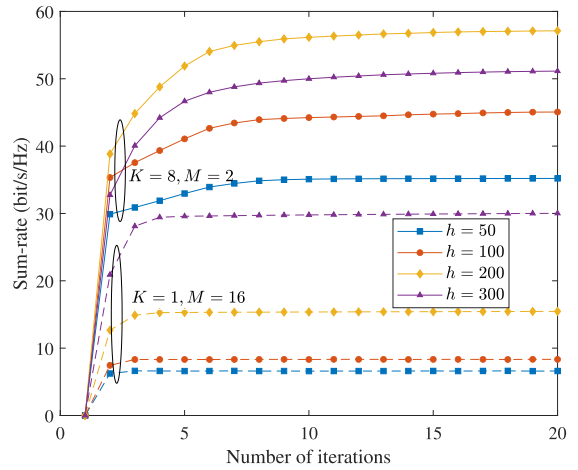 60
50
40
30
20
10
0
Sum-rate (bit/s/Hz)
K = 8, M = 2
K = 1, M = 16
h = 50
h = 100
h = 200
h = 300
0 5 10 15 20
Number of iterations